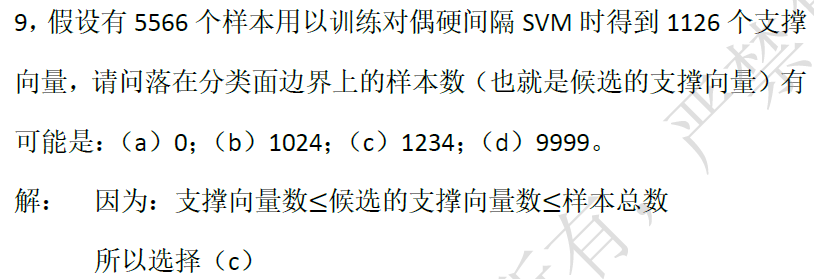 9，假设有 5566 个样本用以训练对偶硬间隔 SVM 时得到 1126 个支撑
向量，请问落在分类面边界上的样本数（也就是候选的支撑向量）有
可能是：（a）0；（b）1024；（c）1234；（d）9999。
解： 因为：支撑向量数≤候选的支撑向量数≤样本总数
所以选择（c）
所有，严禁